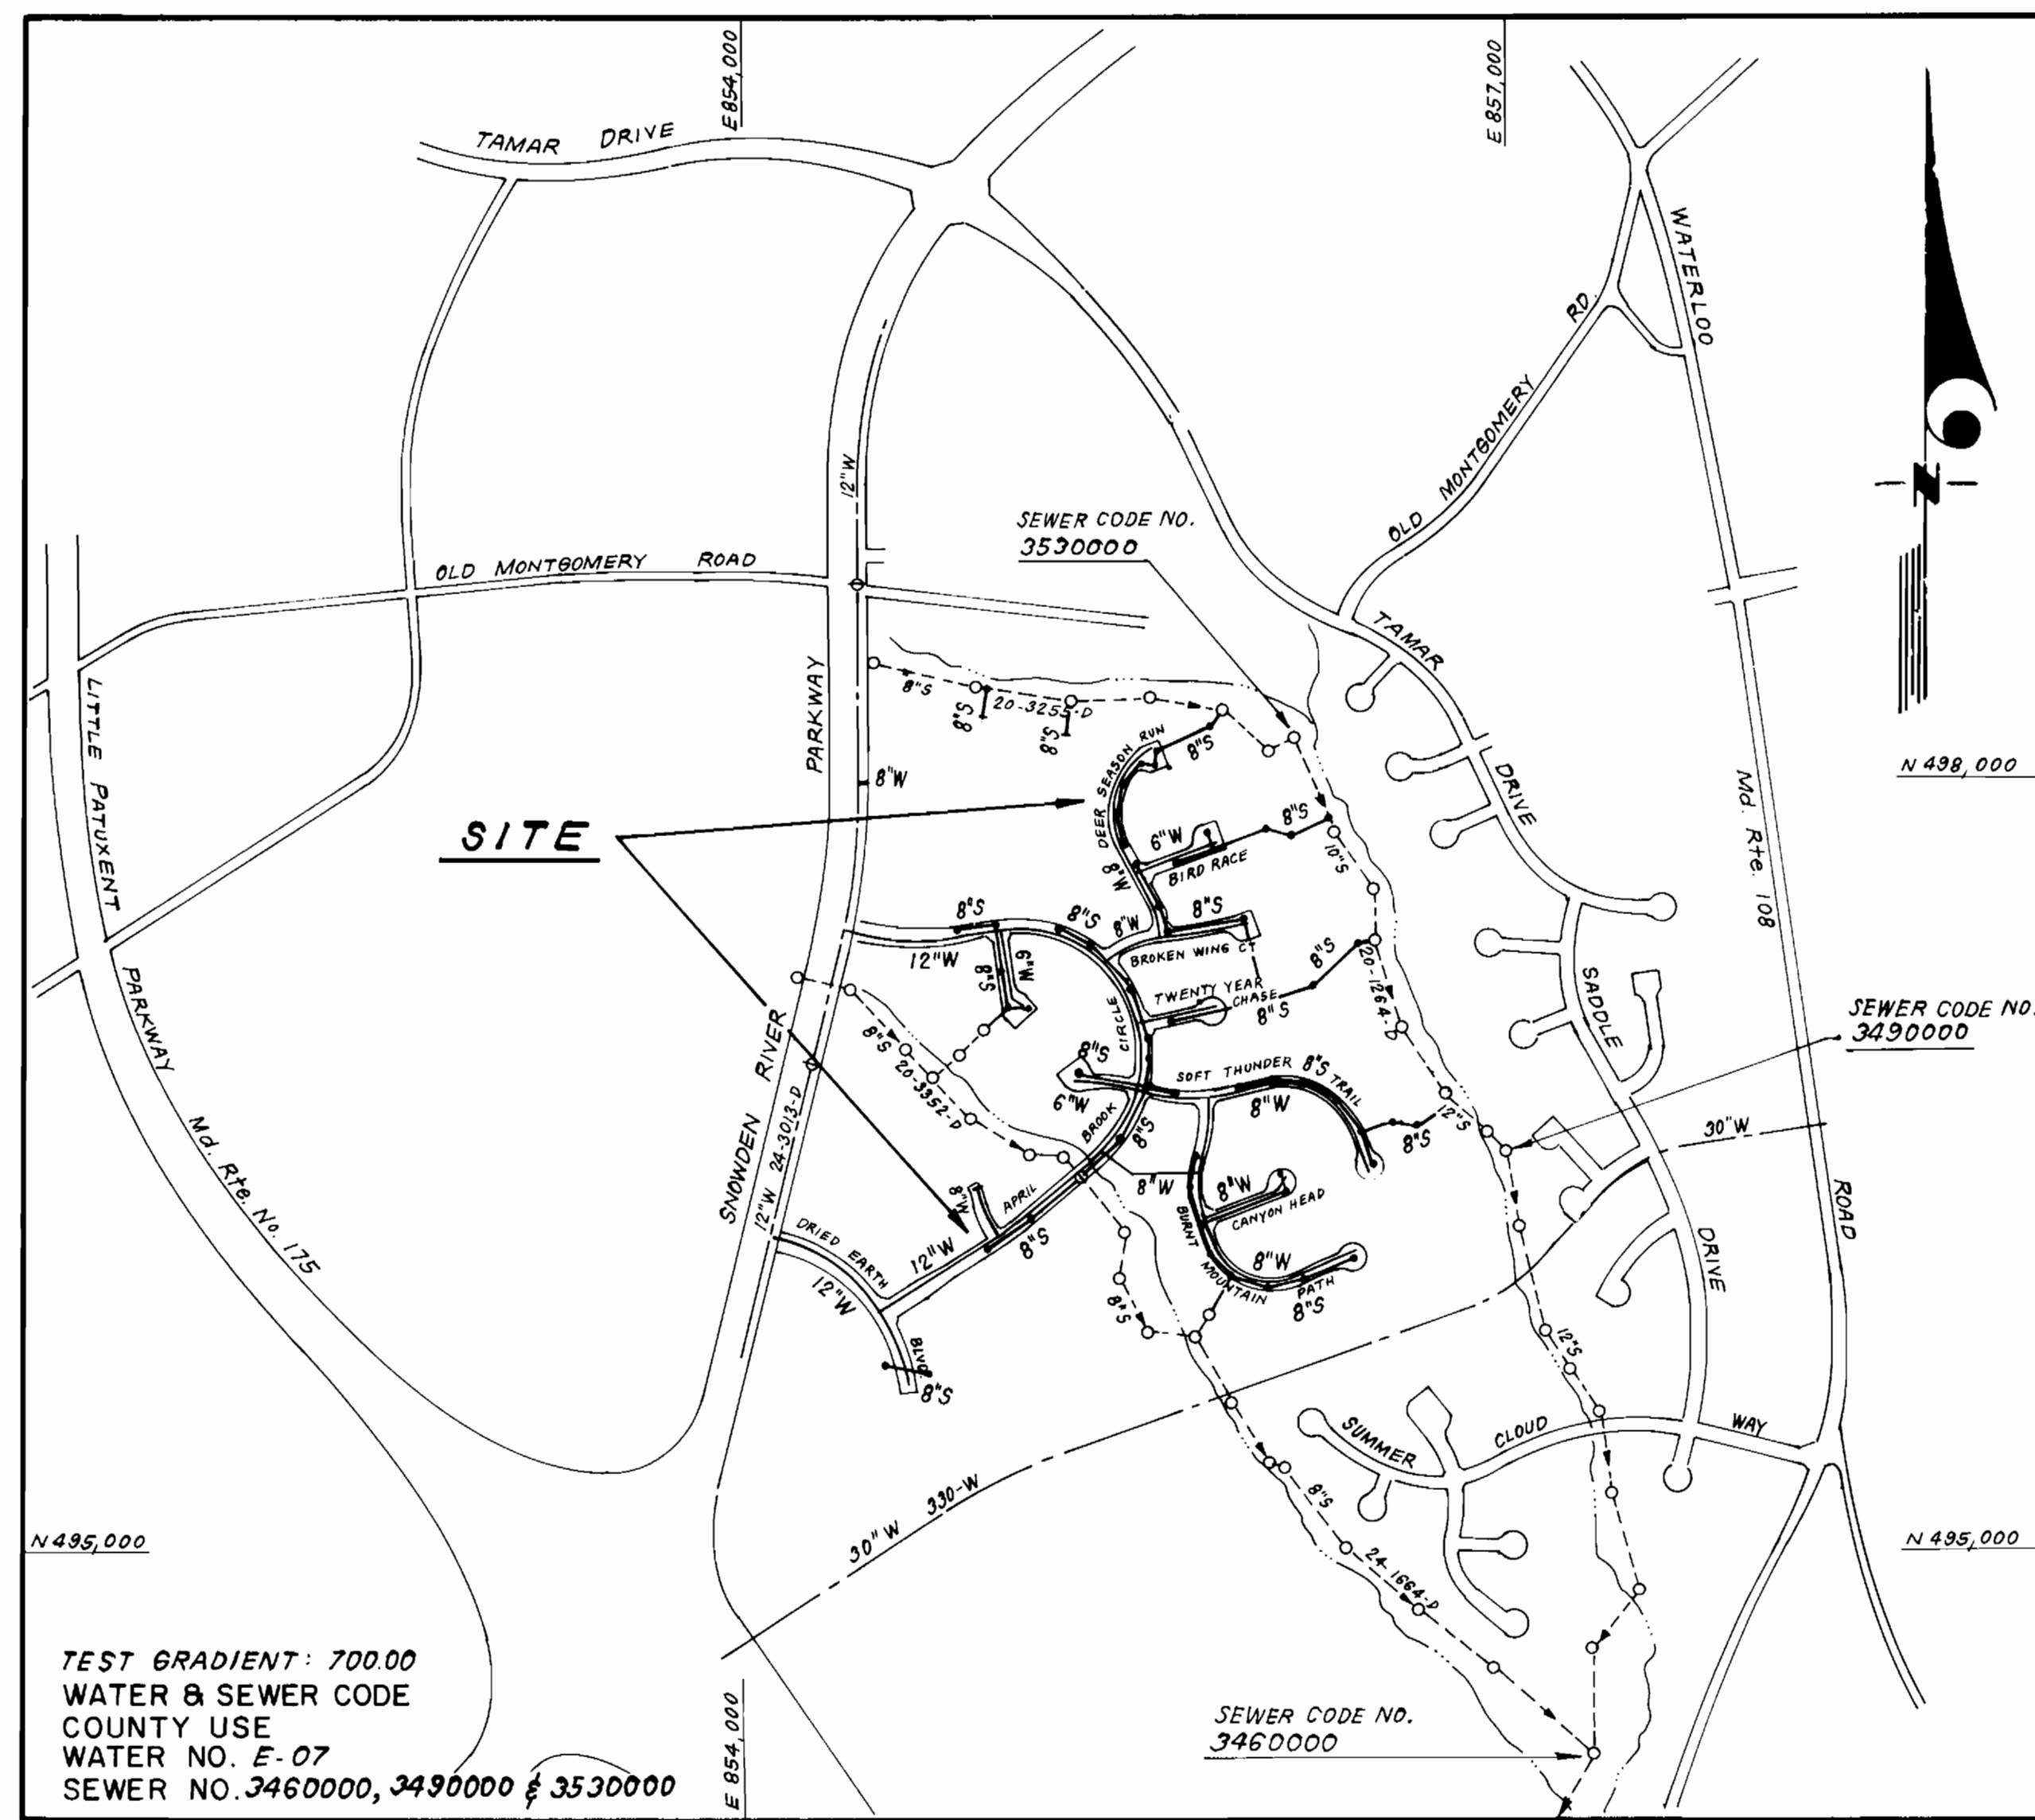 E 854,000
E 857,000
TAMAR DRIVE
WATERLOO
OLD MONTGOMERY RD.
12"W
SEWER CODE NO.
3530000
N
OLD MONTGOMERY ROAD
TAMAR
DRIVE
LITTLE PATUXENT
PARKWAY
PARKWAY
8"S
8"S
20-3255-D
8"S
DEER SEASON RUN
8"S
8"W
N 498,000
Md. Rte. 108
SITE
6"W
8"S
10"S
BIRD RACE
8"W
8"S
8"S
8"W
8"S
BROKEN WING CT
12"W
8"S
6"W
8"S
20-1264-D
TWENTY YEAR
CHASE
8"S
CIRCLE
SADDLE
DRIVE
SEWER CODE NO.
3490000
SNOWDEN RIVER
8"S
20-3352-D
12"W 24-3013-D
8"S
6"W
SOFT THUNDER TRAIL
8"S
8"W
12"S
8"S
30"W
BROOK
8"S
8"W
8"W
CANYON HEAD
BURNT
MOUNTAIN
PATH
8"W
8"S
ROAD
Md. Rte. No. 175
8"W
APRIL
8"S
DRIED EARTH
12"W
12"W
BLVD.
8"S
8"S
12"S
SUMMER CLOUD WAY
8"S
30"W 330-W
24-1664-D
N 495,000
N 495,000
TEST GRADIENT: 700.00
WATER & SEWER CODE
COUNTY USE
WATER NO. E-07
SEWER NO. 3460000, 3490000 & 3530000
E 854,000
SEWER CODE NO.
3460000